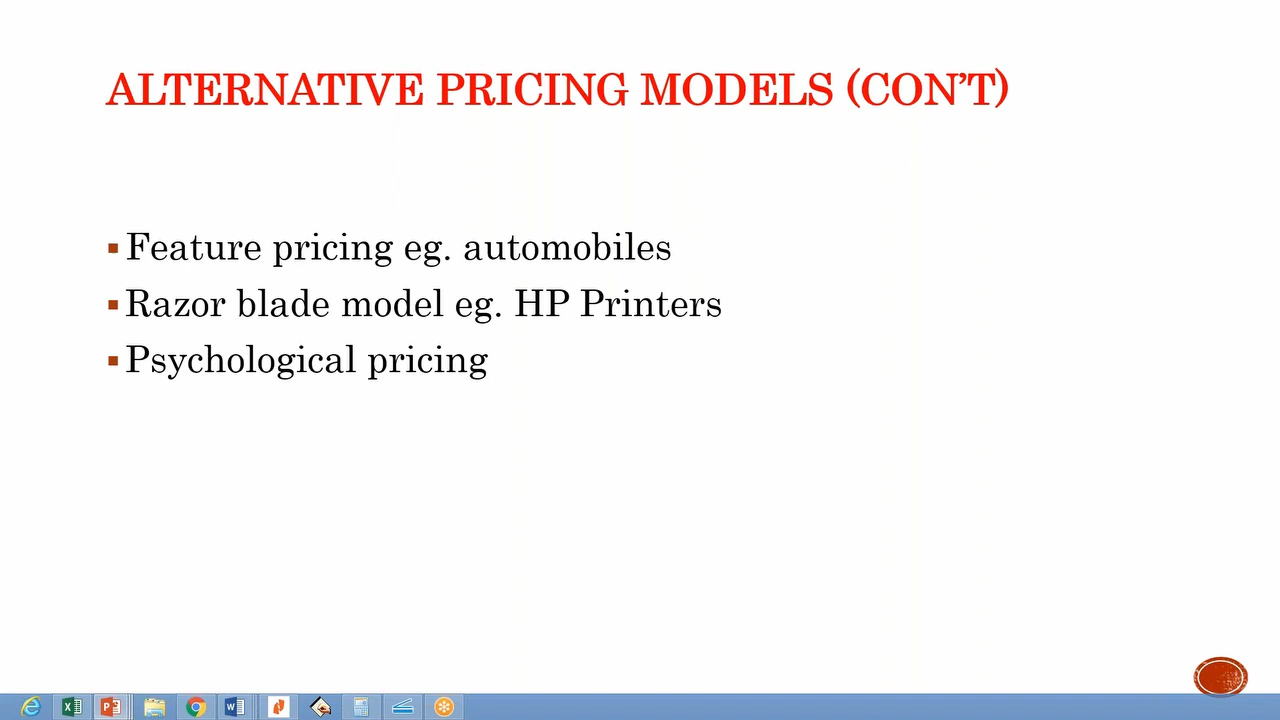 ALTERNATIVE PRICING MODELS (CON’T)
Feature pricing eg. automobiles
Razor blade model eg. HP Printers
Psychological pricing